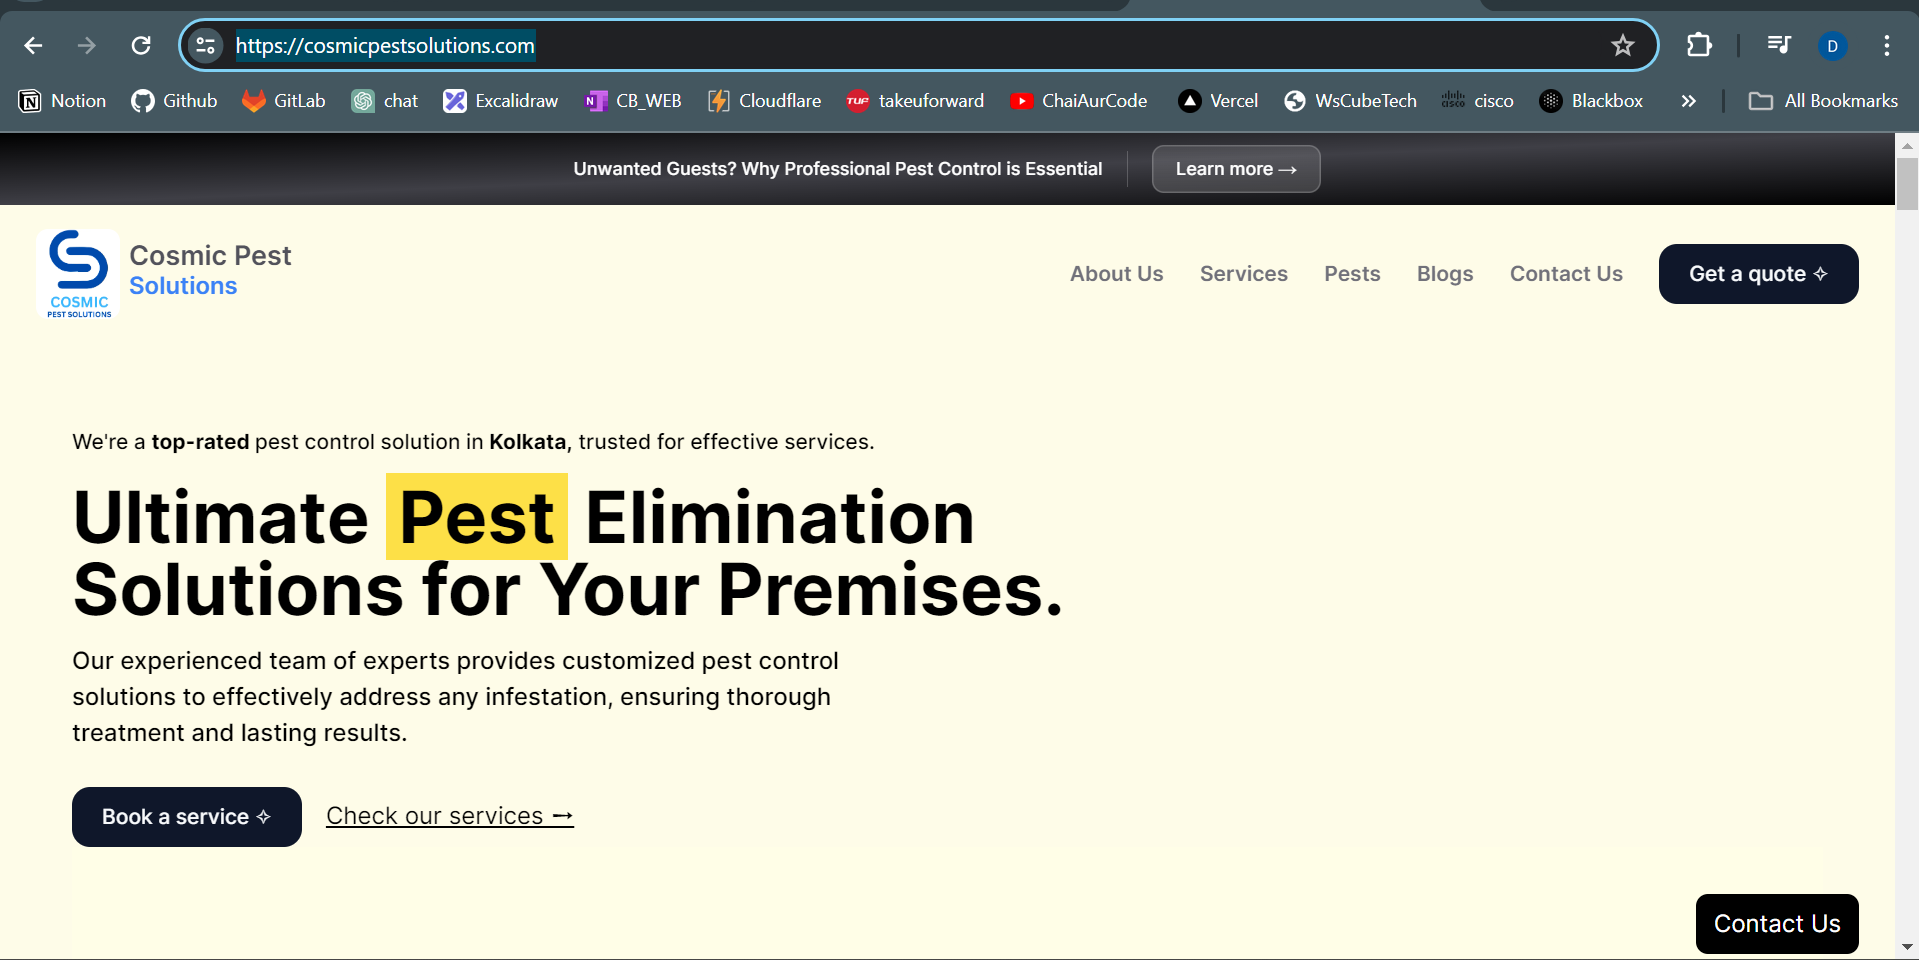 https://cosmicpestsolutions.com
D
Notion Github GitLab chat Excalidraw CB_WEB Cloudflare takeuforward ChaiAurCode Vercel WsCubeTech cisco Blackbox All Bookmarks
Unwanted Guests? Why Professional Pest Control is Essential Learn more →
Cosmic Pest
Solutions
COSMIC
PEST SOLUTIONS
About Us Services Pests Blogs Contact Us Get a quote ✧
We're a top-rated pest control solution in Kolkata, trusted for effective services.
Ultimate Pest Elimination
Solutions for Your Premises.
Our experienced team of experts provides customized pest control
solutions to effectively address any infestation, ensuring thorough
treatment and lasting results.
Book a service ✧ Check our services →
Contact Us